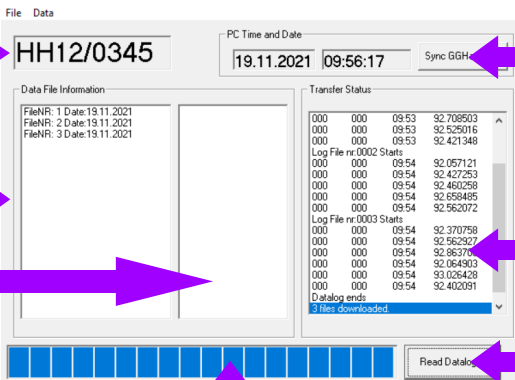 File Data
HH12/0345
PC Time and Date
19.11.2021 09:56:17
Sync GGH
Data File Information
FileNR: 1 Date:19.11.2021
FileNR: 2 Date:19.11.2021
FileNR: 3 Date:19.11.2021
Transfer Status
000 000 09:53 92.708503
000 000 09:53 92.525016
000 000 09:53 92.421348
Log File nr:0002 Starts
000 000 09:54 92.057121
000 000 09:54 92.427253
000 000 09:54 92.460258
000 000 09:54 92.658485
000 000 09:54 92.562072
Log File nr:0003 Starts
000 000 09:54 92.370758
000 000 09:54 92.562927
000 000 09:54 92.86370
000 000 09:54 92.064903
000 000 09:54 93.026428
000 000 09:54 92.402091
Datalog ends
3 files downloaded.
Read Datalog